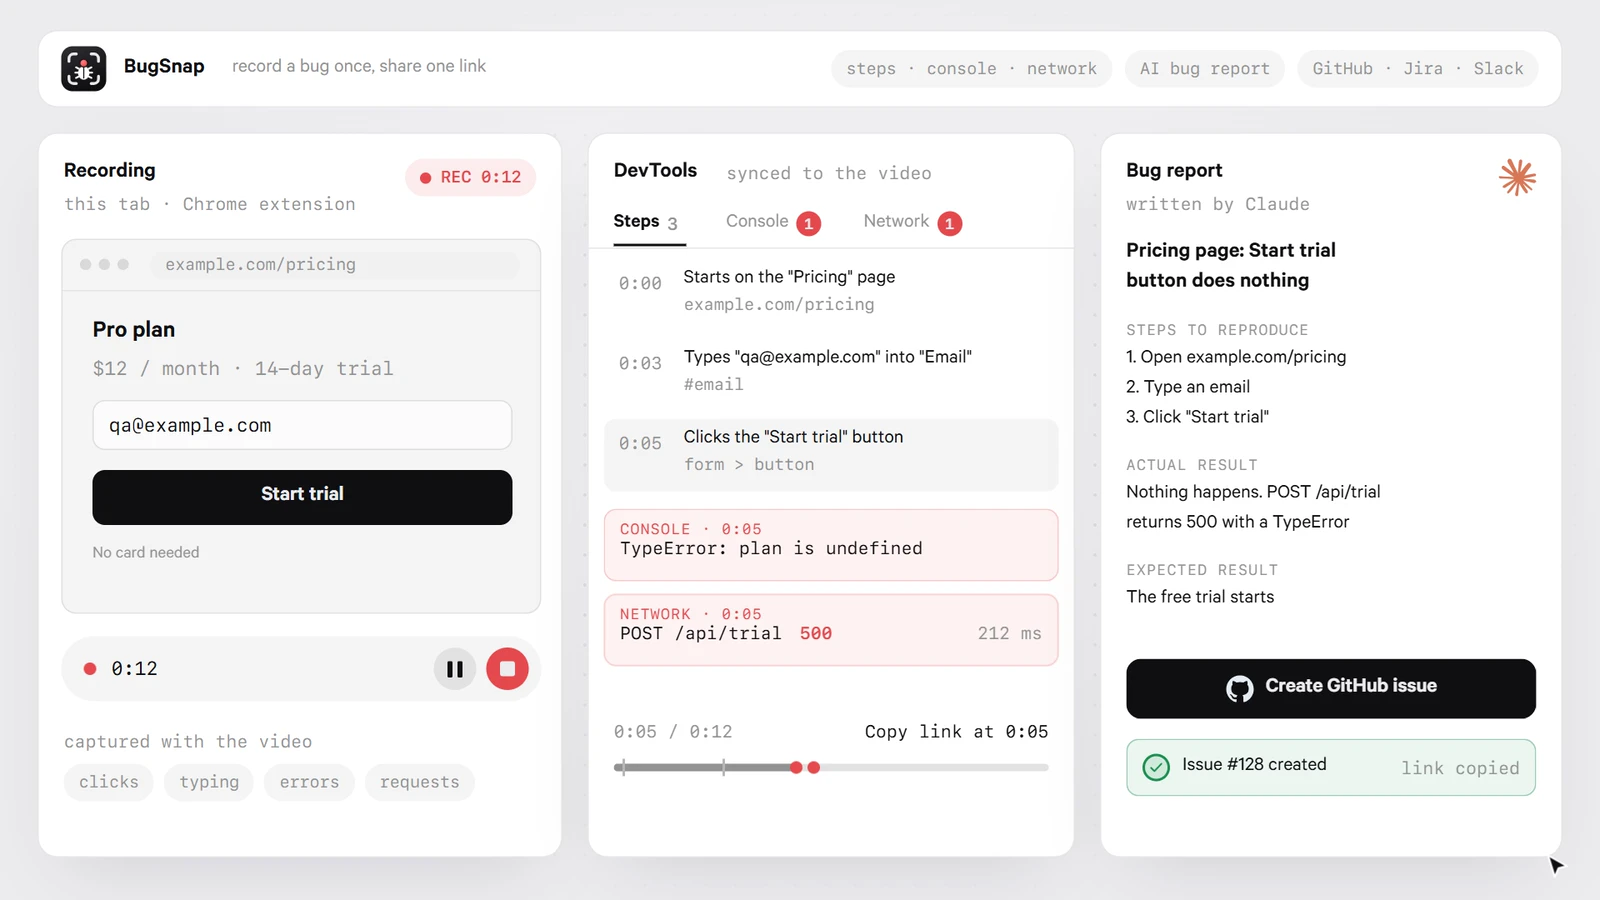 BugSnap record a bug once, share one link
steps · console · network
AI bug report
GitHub · Jira · Slack
Recording
REC 0:12
this tab · Chrome extension
example.com/pricing
Pro plan
$12 / month · 14-day trial
qa@example.com
Start trial
No card needed
0:12
captured with the video
clicks
typing
errors
requests
DevTools synced to the video
Steps 3
Console 1
Network 1
0:00 Starts on the "Pricing" page
example.com/pricing
0:03 Types "qa@example.com" into "Email"
#email
0:05 Clicks the "Start trial" button
form > button
CONSOLE · 0:05
TypeError: plan is undefined
NETWORK · 0:05
POST /api/trial 500 212 ms
0:05 / 0:12
Copy link at 0:05
Bug report
written by Claude
Pricing page: Start trial
button does nothing
STEPS TO REPRODUCE
1. Open example.com/pricing
2. Type an email
3. Click "Start trial"
ACTUAL RESULT
Nothing happens. POST /api/trial
returns 500 with a TypeError
EXPECTED RESULT
The free trial starts
Create GitHub issue
Issue #128 created
link copied